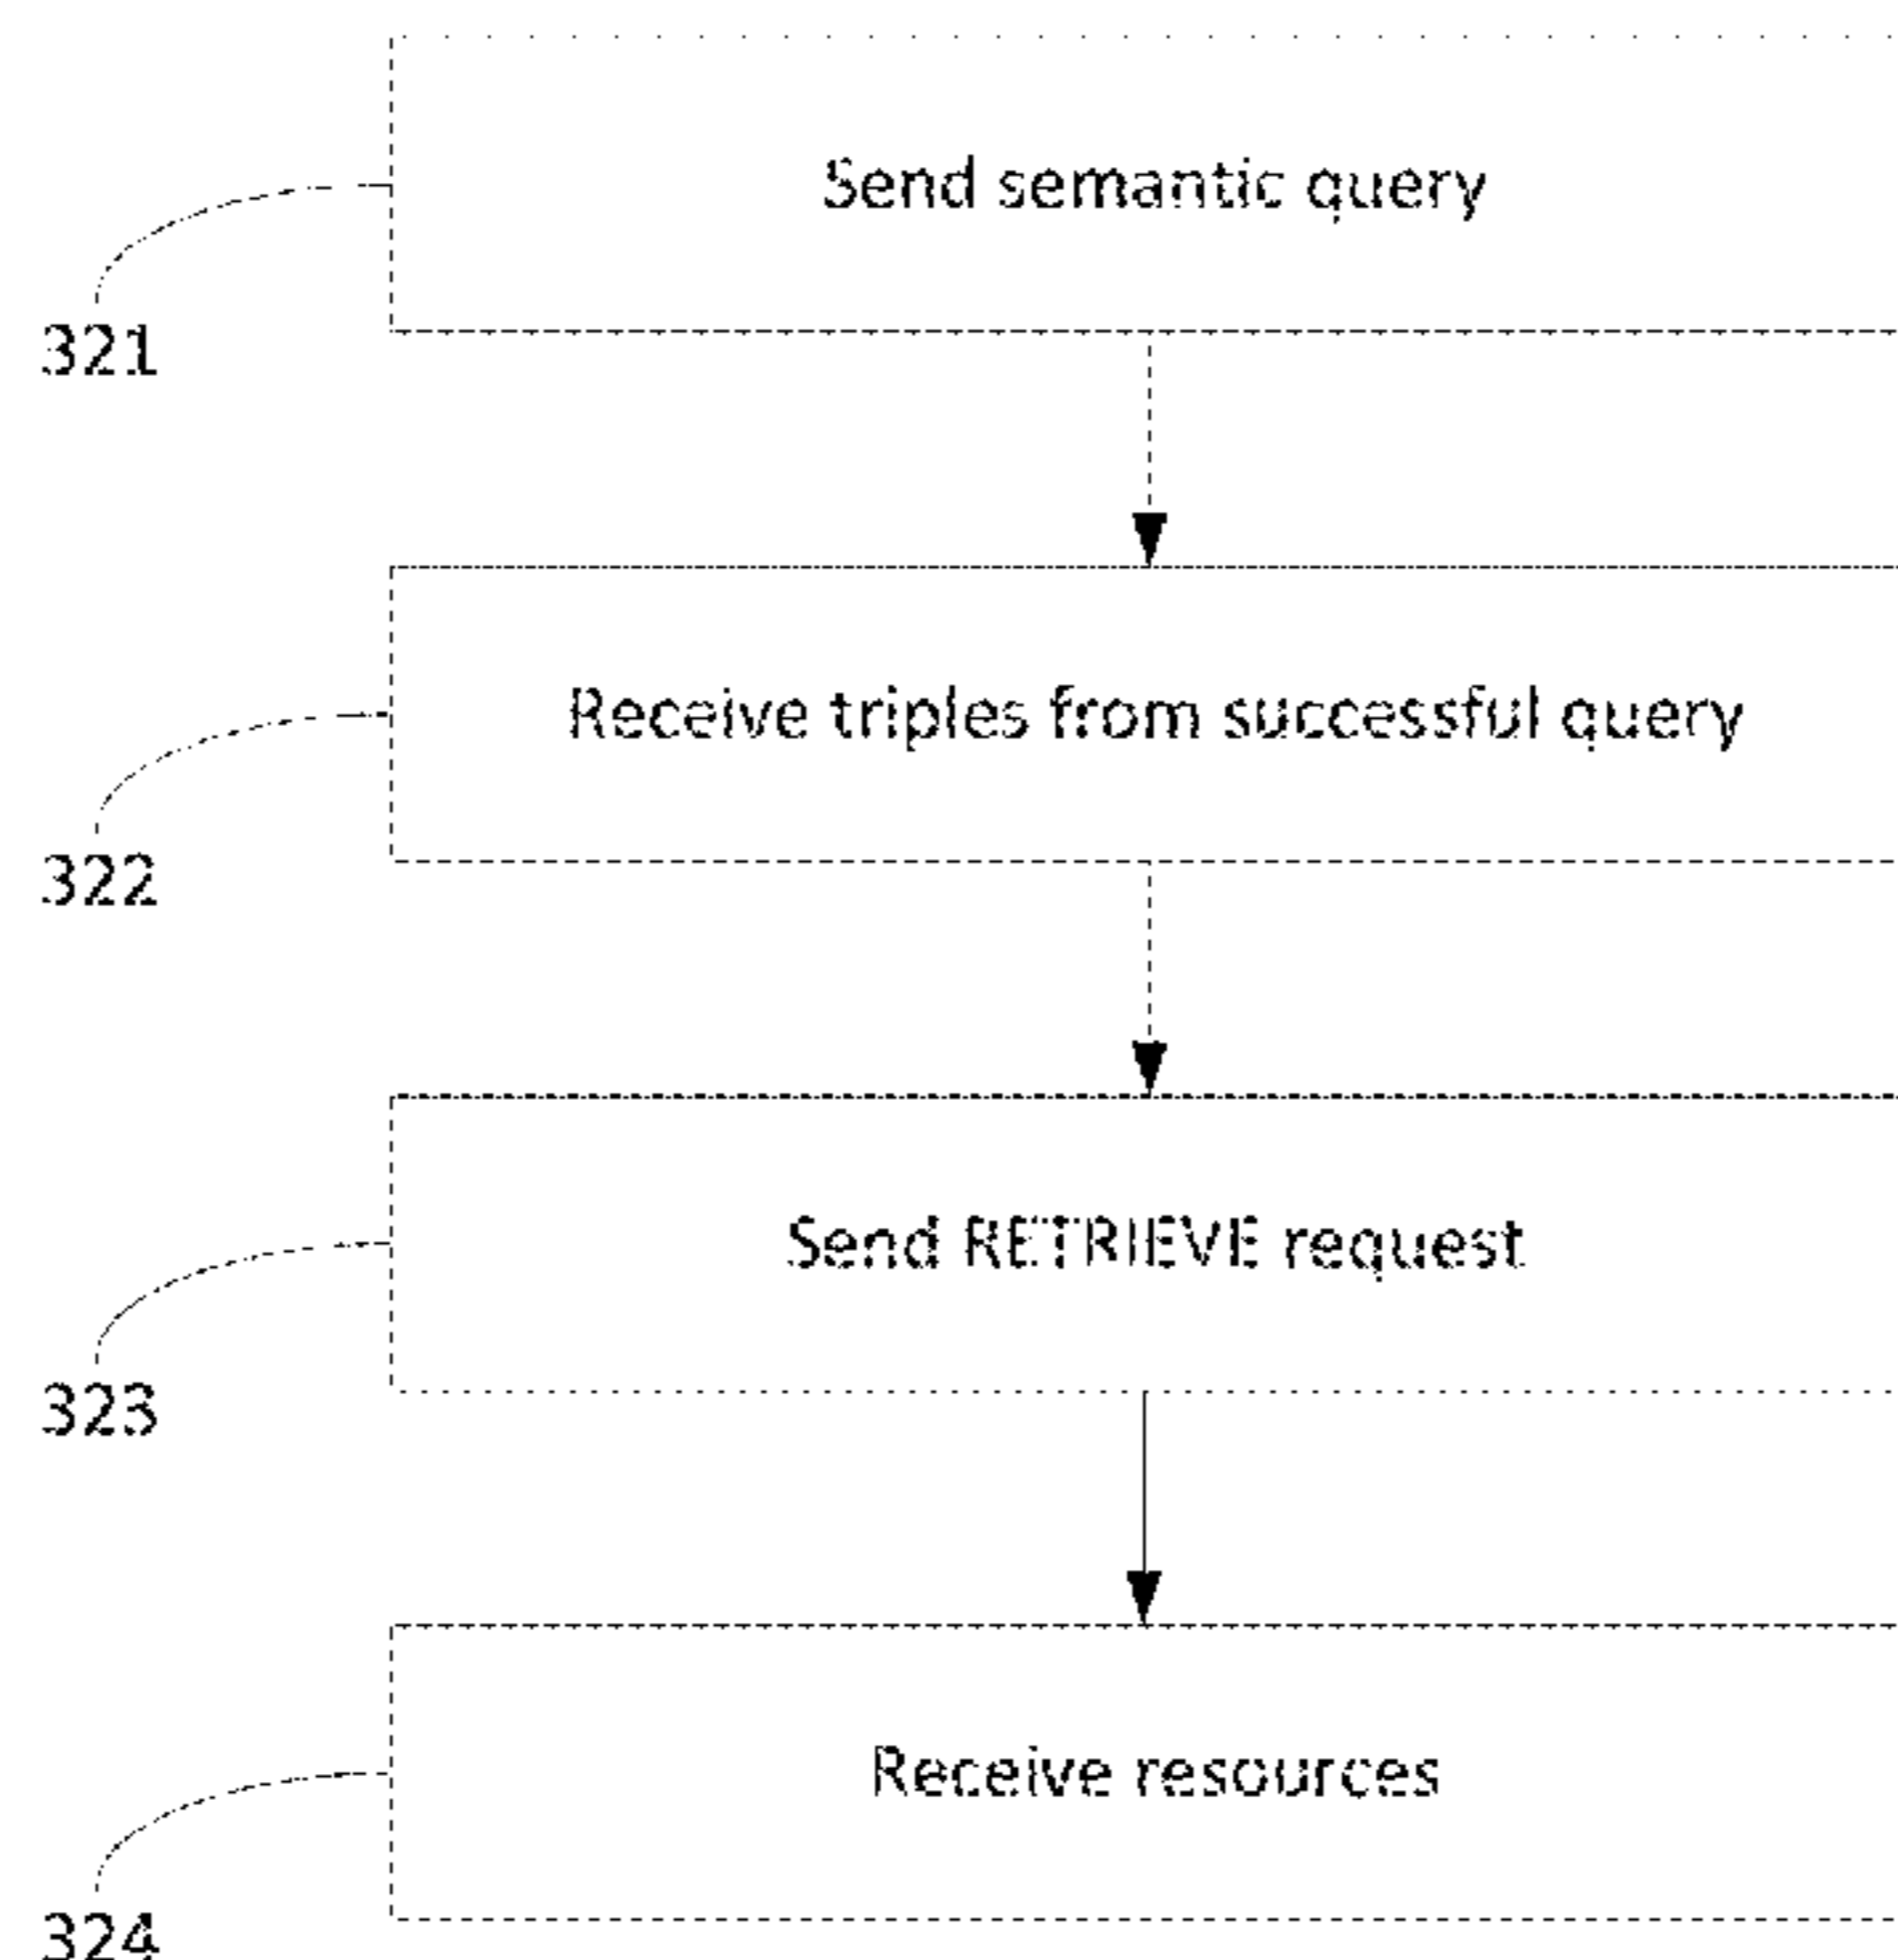 Send semantic query
321
Receive triples from successful query
322
Send RETRIEVE request
323
Receive resources
324